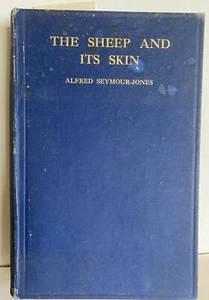 THE SHEEP AND
ITS SKIN
ALFRED SEYMOUR-JONES